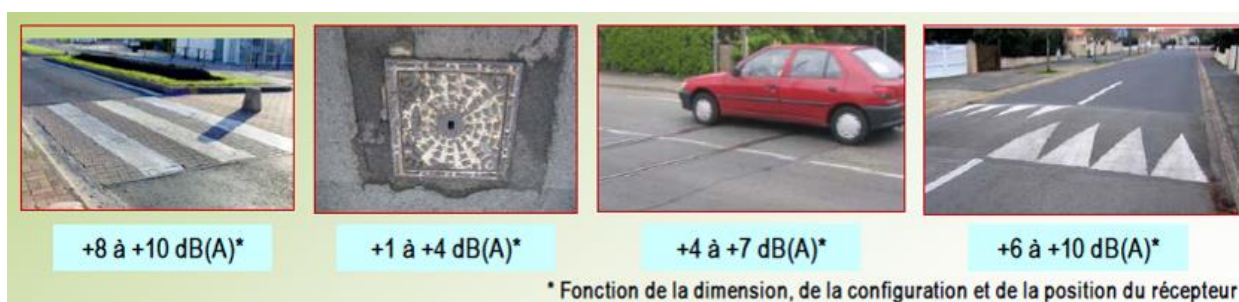 +8 à +10 dB(A)*
+1 à +4 dB(A)*
+4 à +7 dB(A)*
+6 à +10 dB(A)*
* Fonction de la dimension, de la configuration et de la position du récepteur